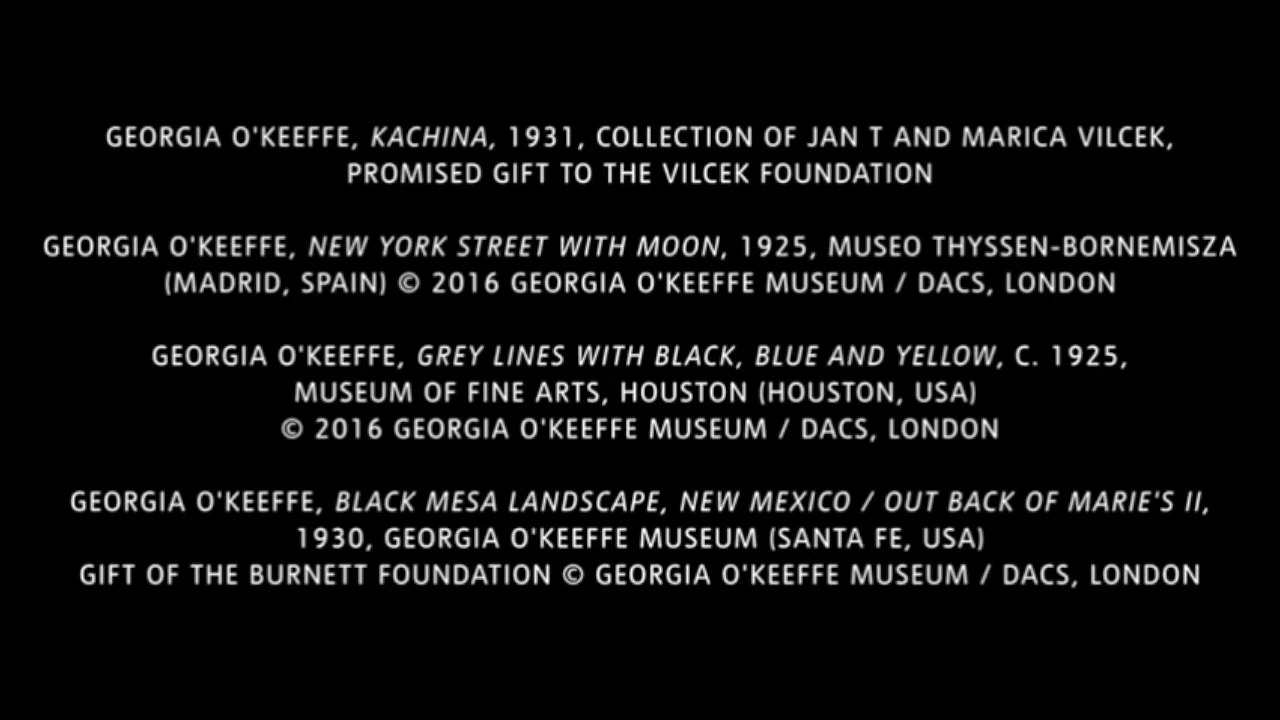 GEORGIA O'KEEFFE, KACHINA, 1931, COLLECTION OF JAN T AND MARICA VILCEK,
PROMISED GIFT TO THE VILCEK FOUNDATION
GEORGIA O'KEEFFE, NEW YORK STREET WITH MOON, 1925, MUSEO THYSSEN-BORNEMISZA
(MADRID, SPAIN) © 2016 GEORGIA O'KEEFFE MUSEUM / DACS, LONDON
GEORGIA O'KEEFFE, GREY LINES WITH BLACK, BLUE AND YELLOW, C. 1925,
MUSEUM OF FINE ARTS, HOUSTON (HOUSTON, USA)
© 2016 GEORGIA O'KEEFFE MUSEUM / DACS, LONDON
GEORGIA O'KEEFFE, BLACK MESA LANDSCAPE, NEW MEXICO / OUT BACK OF MARIE'S II,
1930, GEORGIA O'KEEFFE MUSEUM (SANTA FE, USA)
GIFT OF THE BURNETT FOUNDATION © GEORGIA O'KEEFFE MUSEUM / DACS, LONDON